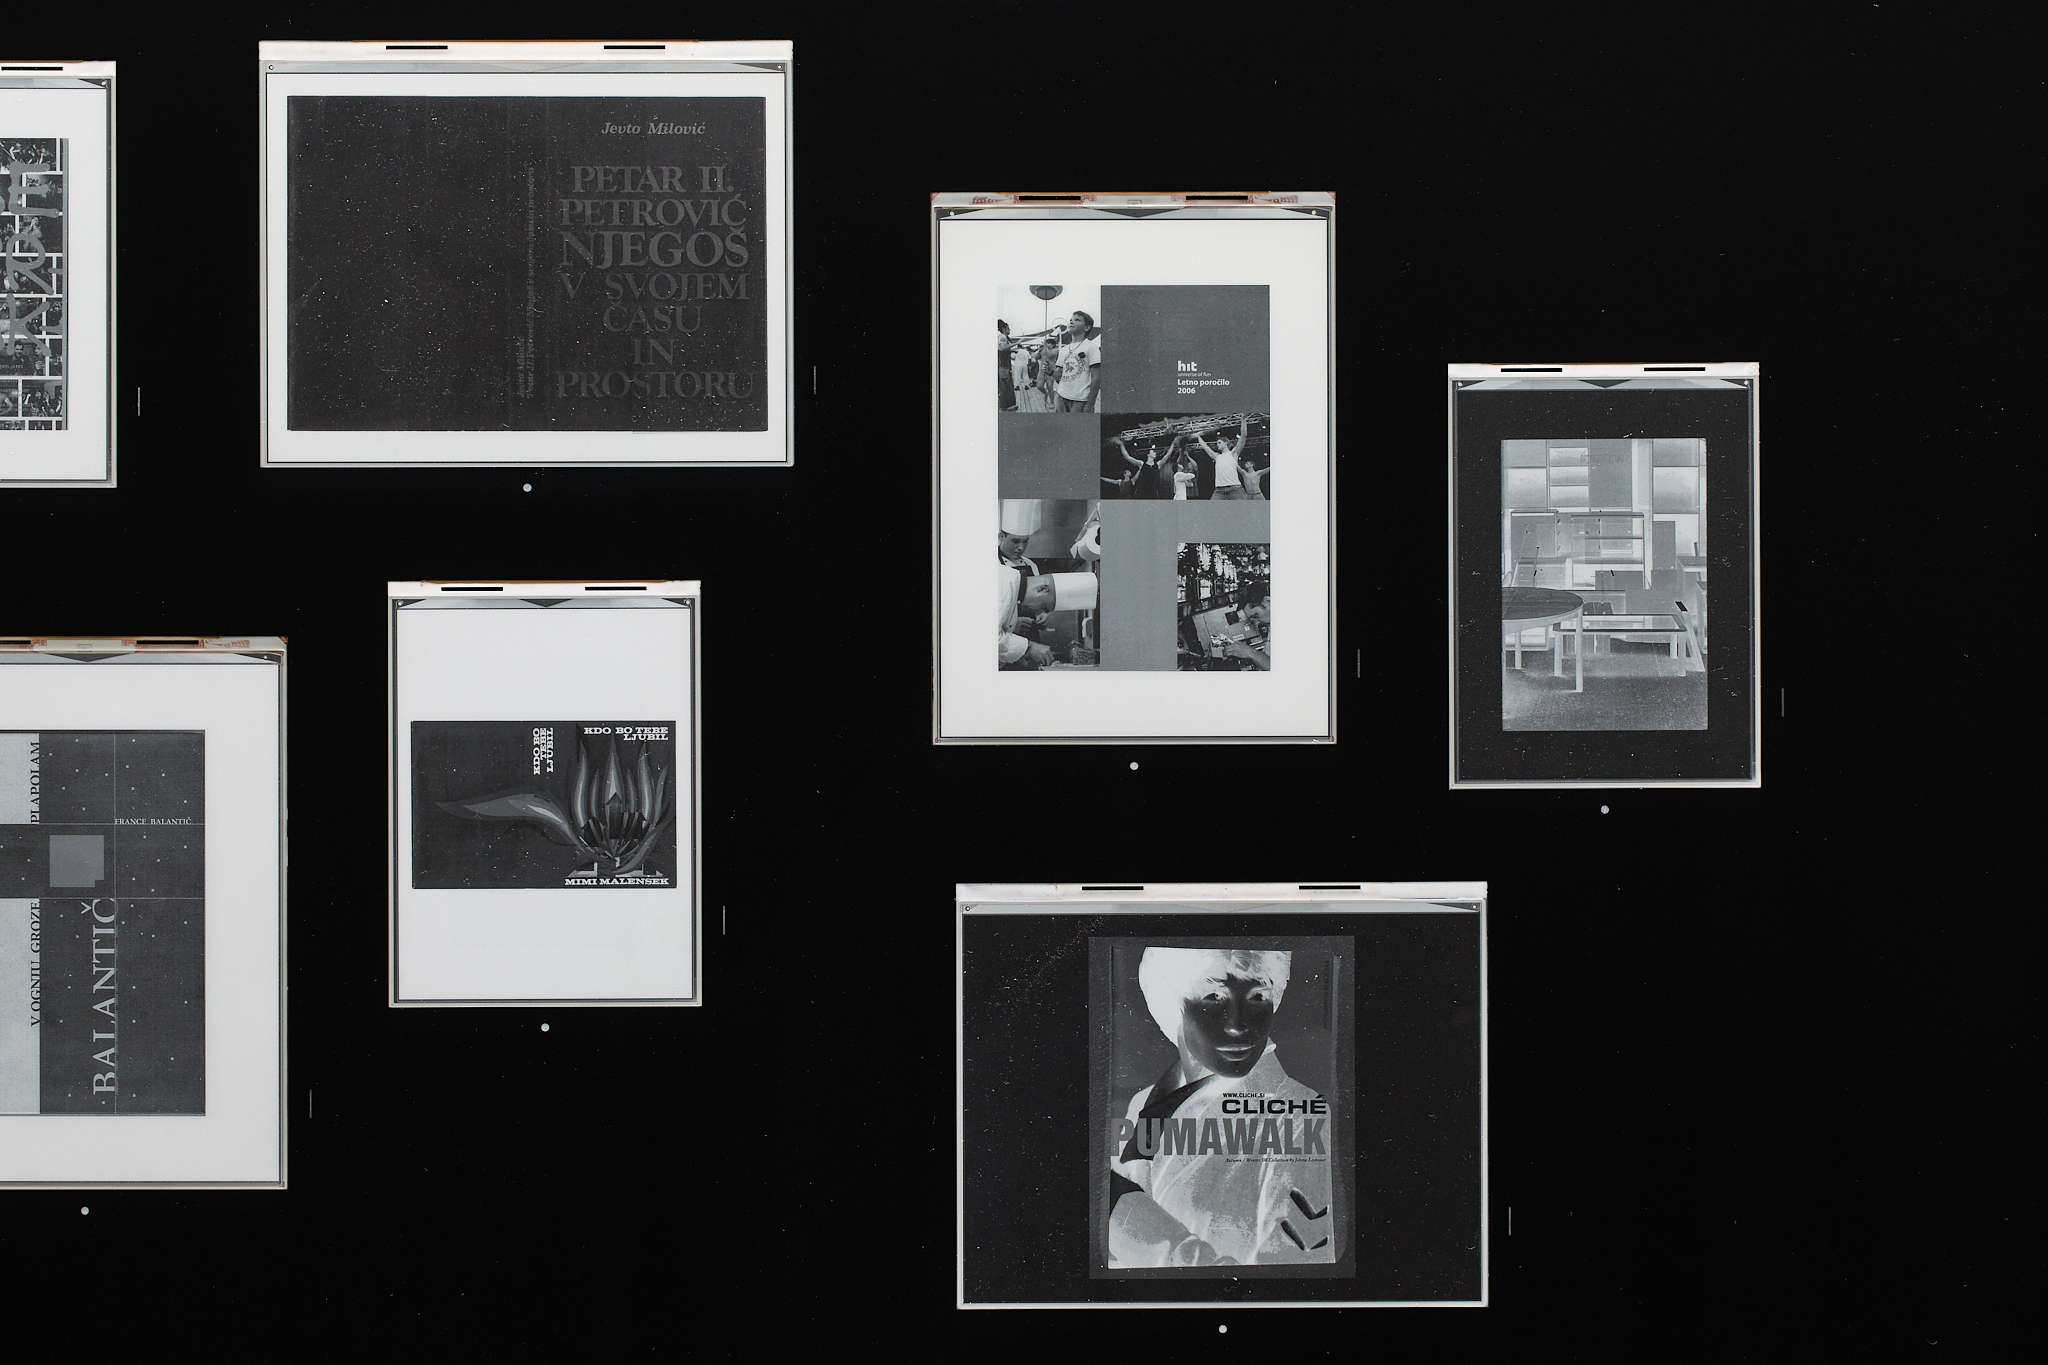 Jevto Milović
PETAR II.
PETROVIĆ
NJEGOŠ
V SVOJEM
ČASU
IN
PROSTORU
hit
universe of fun
Letno poročilo
2006
PLAPOLAM
V OGNJU GROZE
FRANCE BALANTIČ
BALANTIČ
KDO BO
TEBE
LJUBIL
KDO BO TEBE
LJUBIL
MIMI MALENŠEK
WWW.CLICHE.SI
CLICHÉ
PUMAWALK